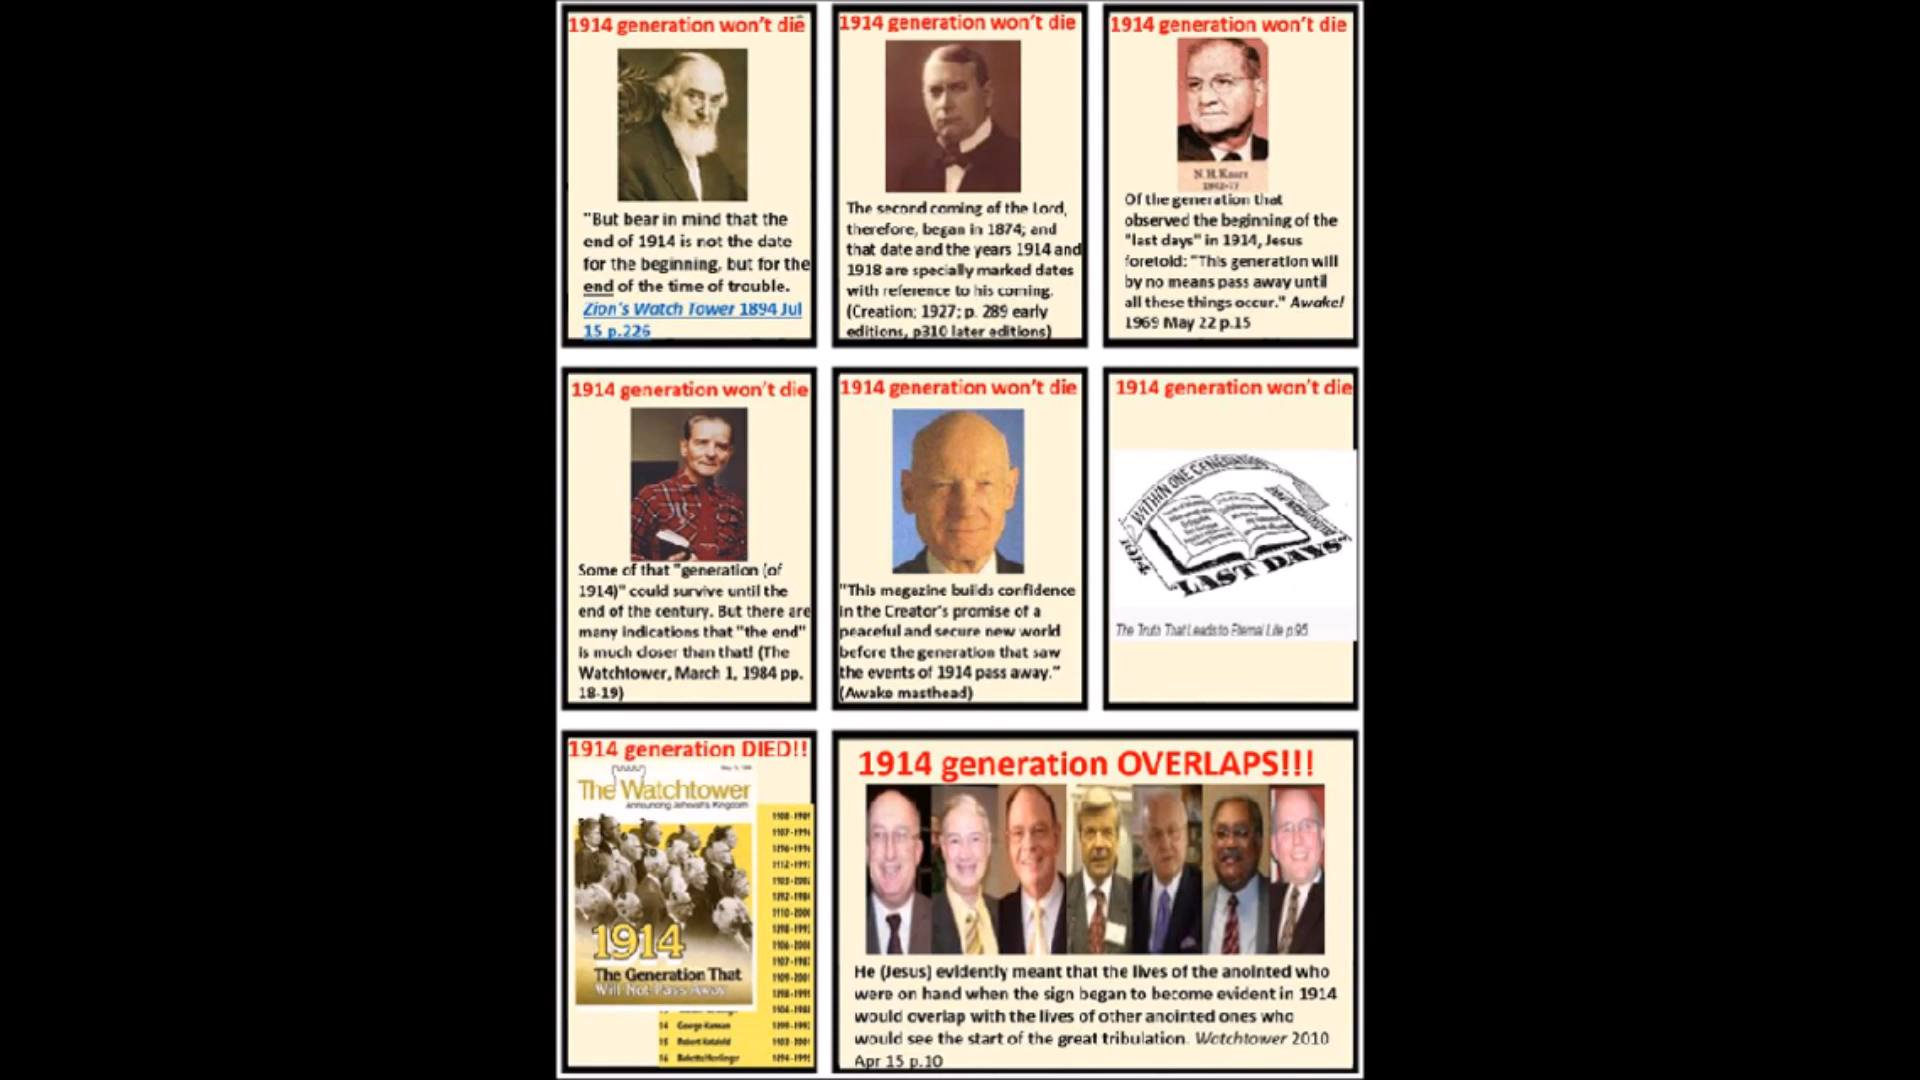 1914 generation won't die
"But bear in mind that the
end of 1914 is not the date
for the beginning, but for the
end of the time of trouble.
Zion's Watch Tower 1894 Jul
15 p.226
1914 generation won't die
The second coming of the Lord,
therefore, began in 1874; and
that date and the years 1914 and
1918 are specially marked dates
with reference to his coming.
(Creation; 1927; p. 289 early
editions, p310 later editions)
1914 generation won't die
N.H. Knorr
Of the generation that
observed the beginning of the
"last days" in 1914, Jesus
foretold: "This generation will
by no means pass away until
all these things occur." Awake!
1969 May 22 p.15
1914 generation won't die
Some of that "generation (of
1914)" could survive until the
end of the century. But there are
many indications that "the end"
is much closer than that! (The
Watchtower, March 1, 1984 pp.
18-19)
1914 generation won't die
"This magazine builds confidence
in the Creator's promise of a
peaceful and secure new world
before the generation that saw
the events of 1914 pass away."
(Awake masthead)
1914 generation won't die
WITHIN ONE GENERATION
1914
"LAST DAYS"
The Truth That Leads to Eternal Life p.95
1914 generation DIED!!
The Watchtower
Announcing Jehovah's Kingdom
1914
The Generation That
Will Not Pass Away
14 George
15 Robert
16
1914 generation OVERLAPS!!!
He (Jesus) evidently meant that the lives of the anointed who
were on hand when the sign began to become evident in 1914
would overlap with the lives of other anointed ones who
would see the start of the great tribulation. Watchtower 2010
Apr 15 p.10